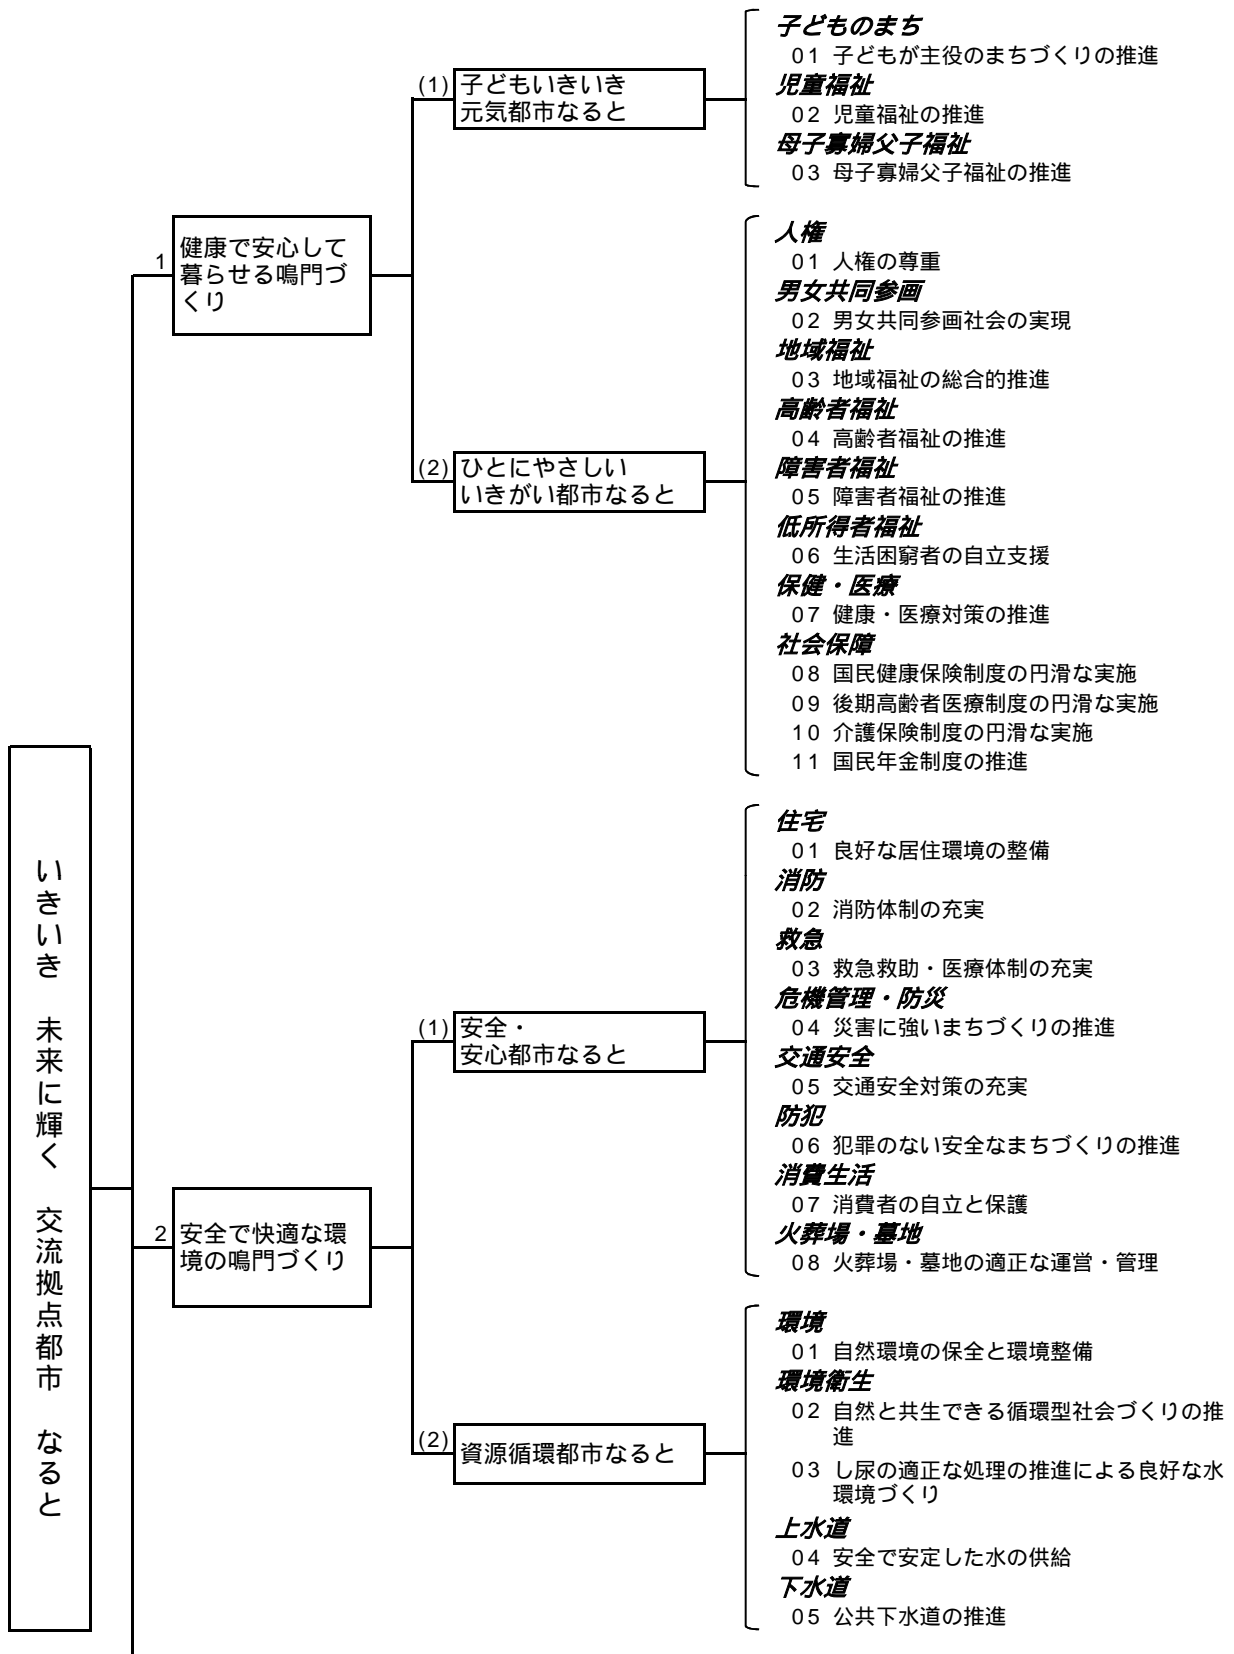 いきいき　未来に輝く　交流拠点都市　なると
1
健康で安心して
暮らせる鳴門づ
くり
(1)
子どもいきいき
元気都市なると
子どものまち
01 子どもが主役のまちづくりの推進
児童福祉
02 児童福祉の推進
母子寡婦父子福祉
03 母子寡婦父子福祉の推進
(2)
ひとにやさしい
いきがい都市なると
人権
01 人権の尊重
男女共同参画
02 男女共同参画社会の実現
地域福祉
03 地域福祉の総合的推進
高齢者福祉
04 高齢者福祉の推進
障害者福祉
05 障害者福祉の推進
低所得者福祉
06 生活困窮者の自立支援
保健・医療
07 健康・医療対策の推進
社会保障
08 国民健康保険制度の円滑な実施
09 後期高齢者医療制度の円滑な実施
10 介護保険制度の円滑な実施
11 国民年金制度の推進
2
安全で快適な環
境の鳴門づくり
(1)
安全・
安心都市なると
住宅
01 良好な居住環境の整備
消防
02 消防体制の充実
救急
03 救急救助・医療体制の充実
危機管理・防災
04 災害に強いまちづくりの推進
交通安全
05 交通安全対策の充実
防犯
06 犯罪のない安全なまちづくりの推進
消費生活
07 消費者の自立と保護
火葬場・墓地
08 火葬場・墓地の適正な運営・管理
(2)
資源循環都市なると
環境
01 自然環境の保全と環境整備
環境衛生
02 自然と共生できる循環型社会づくりの推
進
03 し尿の適正な処理の推進による良好な水
環境づくり
上水道
04 安全で安定した水の供給
下水道
05 公共下水道の推進